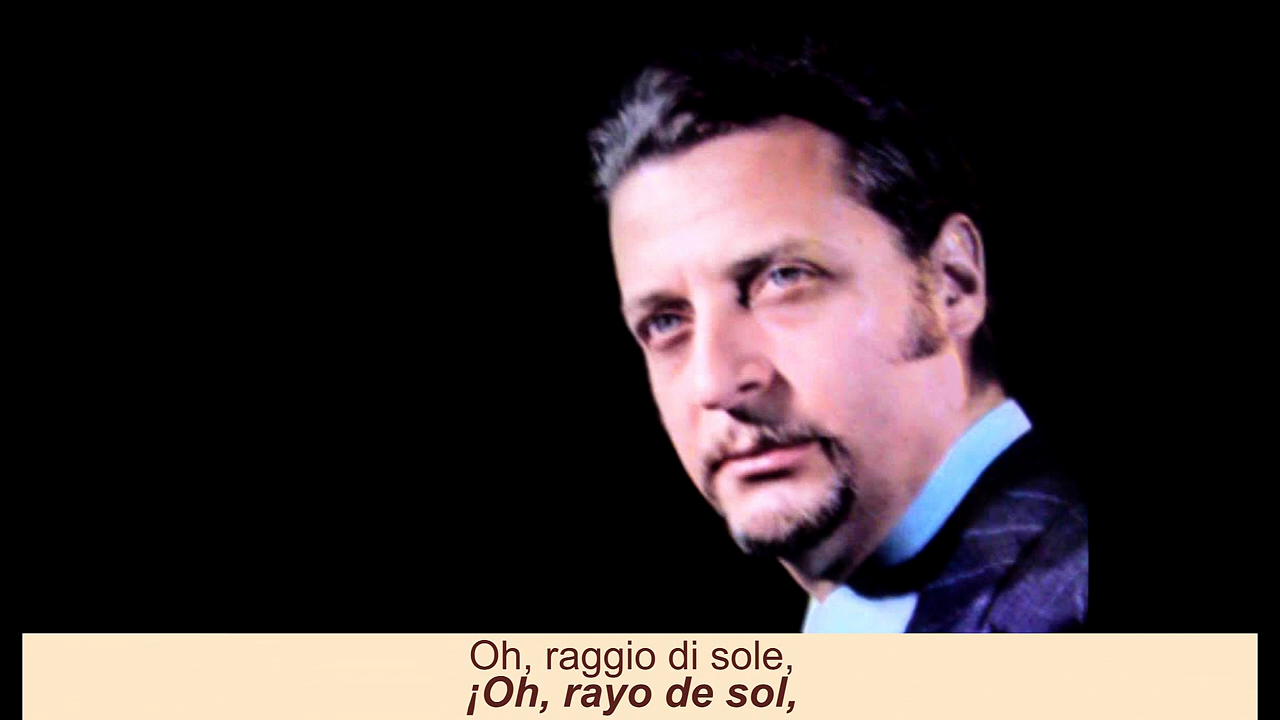 Oh, raggio di sole,
¡Oh, rayo de sol,